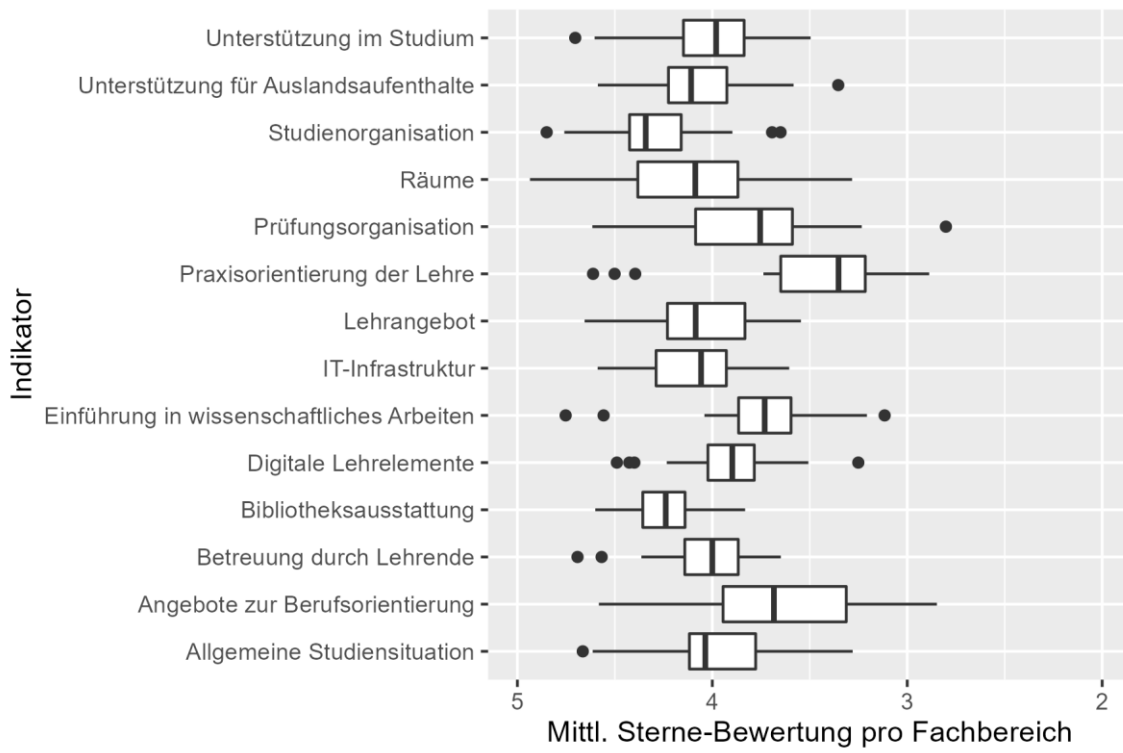 Indikator
Unterstützung im Studium
Unterstützung für Auslandsaufenthalte
Studienorganisation
Räume
Prüfungsorganisation
Praxisorientierung der Lehre
Lehrangebot
IT-Infrastruktur
Einführung in wissenschaftliches Arbeiten
Digitale Lehrelemente
Bibliotheksausstattung
Betreuung durch Lehrende
Angebote zur Berufsorientierung
Allgemeine Studiensituation
5 4 3 2
Mittl. Sterne-Bewertung pro Fachbereich